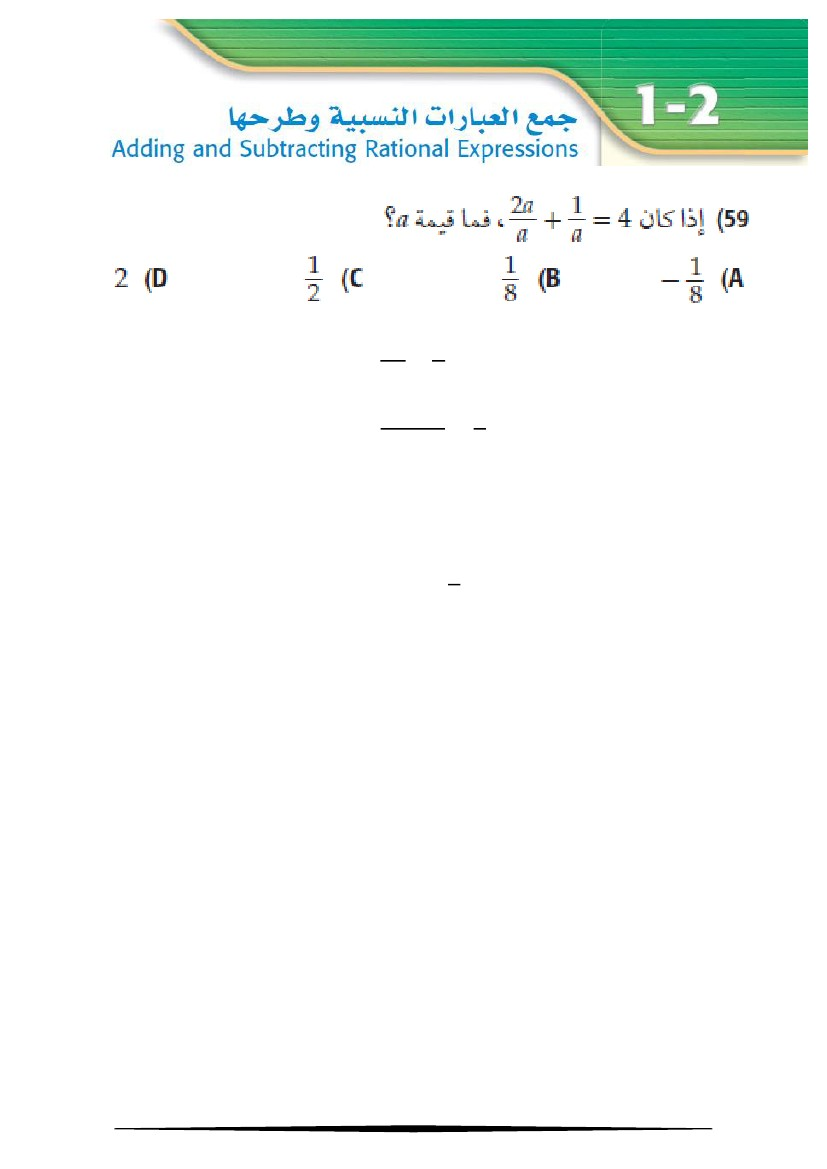 1-2
جمع العبارات النسبية وطرحها
Adding and Subtracting Rational Expressions
59) إذا كان 2a/a + 1/a = 4، فما قيمة a؟
A) −1/8 B) 1/8 C) 1/2 D) 2